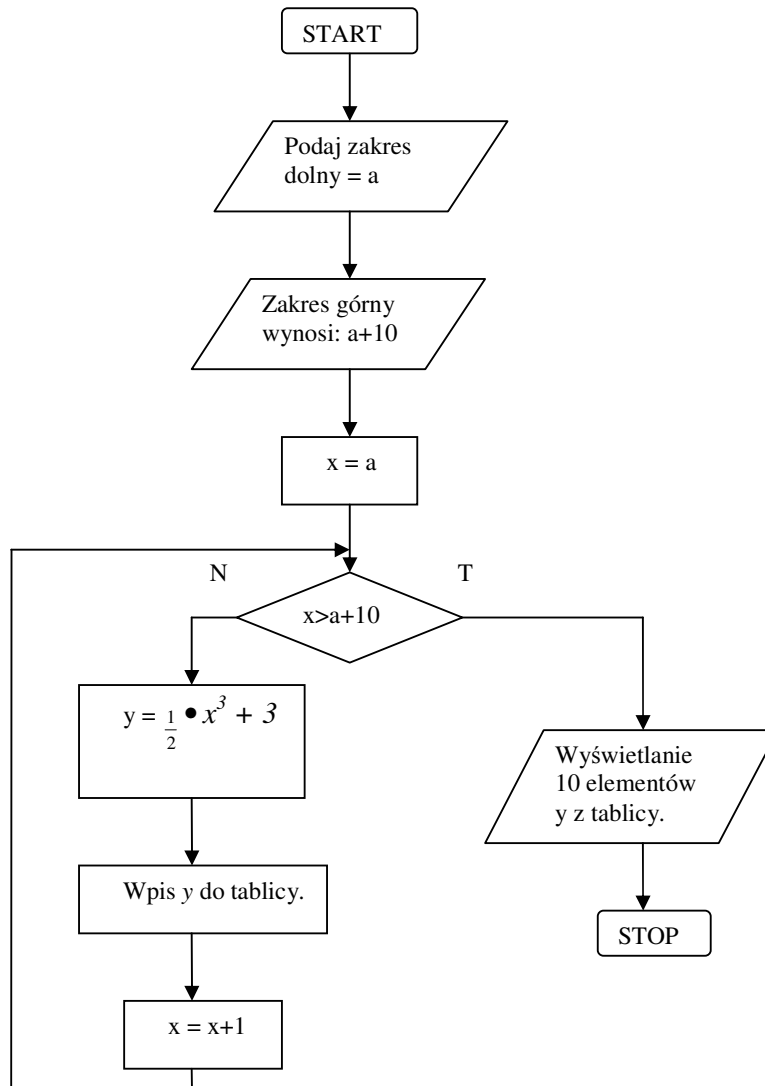 START
Podaj zakres
dolny = a
Zakres górny
wynosi: a+10
x = a
N
T
x>a+10
y = 1/2 • x³ + 3
Wpis y do tablicy.
x = x+1
Wyświetlanie
10 elementów
y z tablicy.
STOP